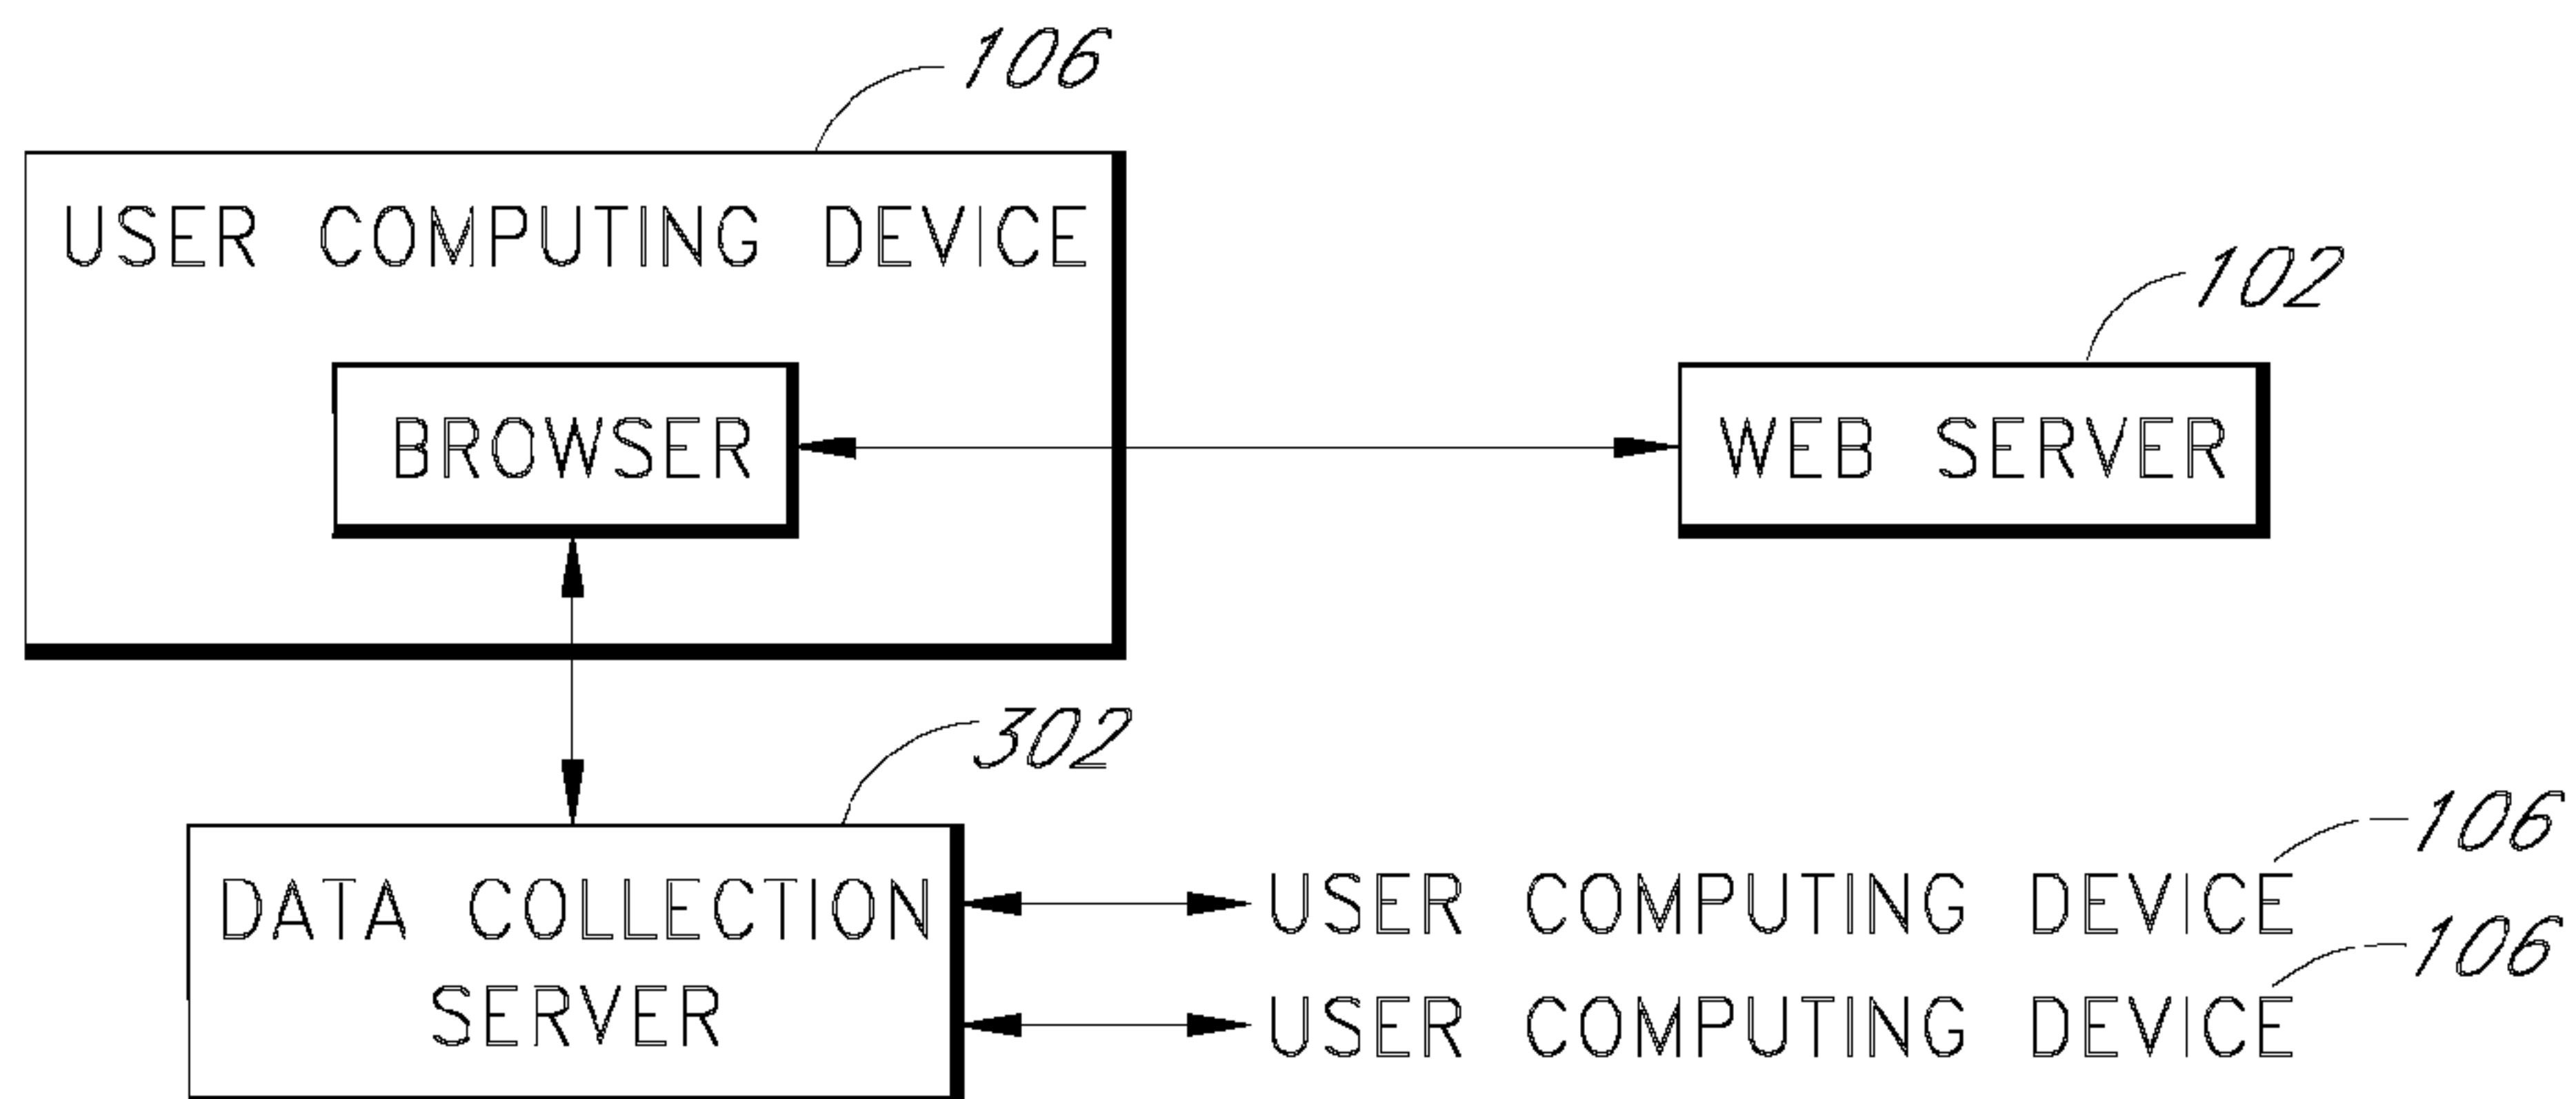 106
USER COMPUTING DEVICE
102
BROWSER
WEB SERVER
302
106
DATA COLLECTION
SERVER
USER COMPUTING DEVICE
106
USER COMPUTING DEVICE